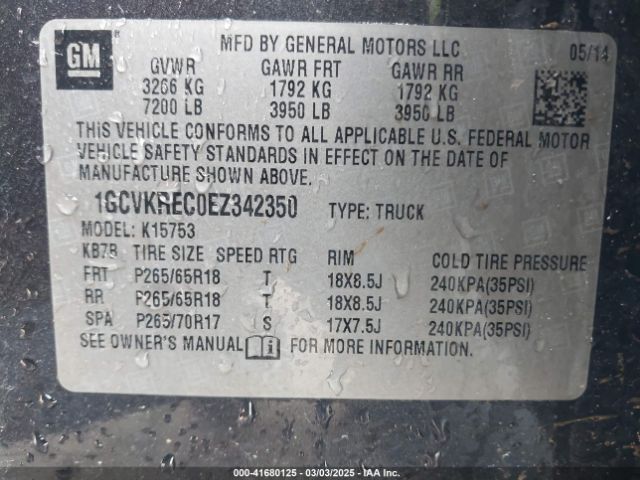 GM
MFD BY GENERAL MOTORS LLC 05/14
GVWR GAWR FRT GAWR RR
3266 KG 1792 KG 1792 KG
7200 LB 3950 LB 3950 LB
THIS VEHICLE CONFORMS TO ALL APPLICABLE U.S. FEDERAL MOTOR
VEHICLE SAFETY STANDARDS IN EFFECT ON THE DATE OF
MANUFACTURE SHOWN ABOVE.
1GCVKREC0EZ342350 TYPE: TRUCK
MODEL: K15753
KB7B TIRE SIZE SPEED RTG RIM COLD TIRE PRESSURE
FRT P265/65R18 T 18X8.5J 240KPA(35PSI)
RR P265/65R18 T 18X8.5J 240KPA(35PSI)
SPA P265/70R17 S 17X7.5J 240KPA(35PSI)
SEE OWNER'S MANUAL i FOR MORE INFORMATION.
000-41680125 - 03/03/2025 - IAA Inc.